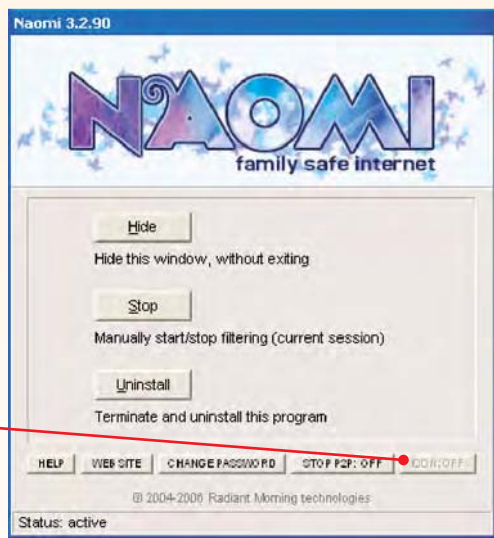 Naomi 3.2.90
NAOMI
family safe internet
Hide
Hide this window, without exiting
Stop
Manually start/stop filtering (current session)
Uninstall
Terminate and uninstall this program
HELP WEB SITE CHANGE PASSWORD STOP P2P: OFF
© 2004-2006 Radiant Morning technologies
Status: active